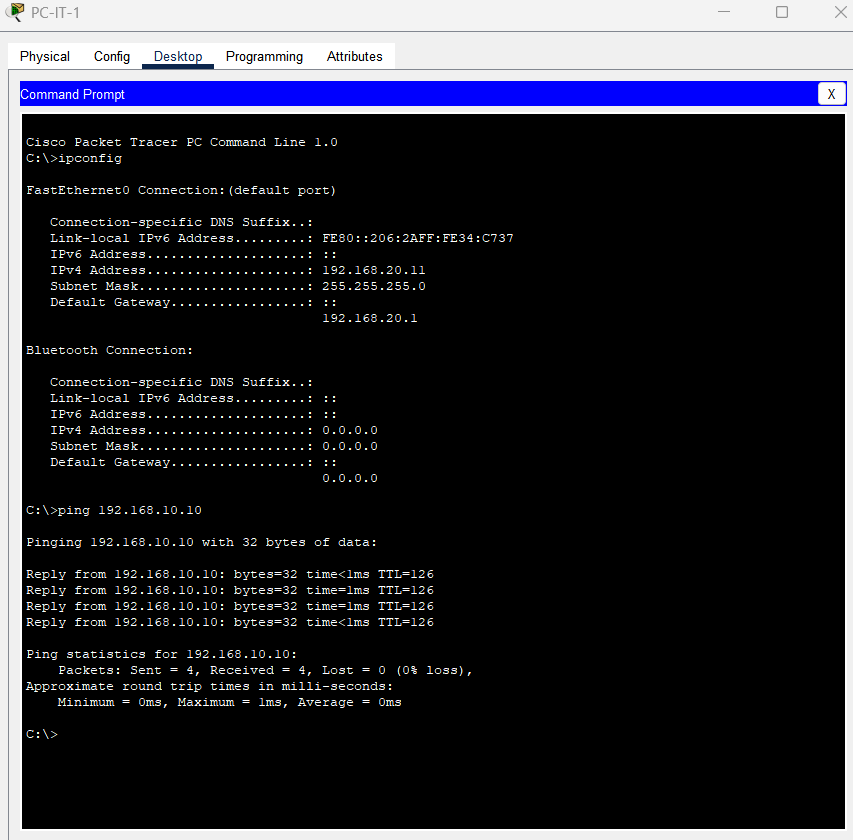 PC-IT-1
Physical Config Desktop Programming Attributes
Command Prompt X
Cisco Packet Tracer PC Command Line 1.0
C:\>ipconfig
FastEthernet0 Connection:(default port)
Connection-specific DNS Suffix..:
Link-local IPv6 Address.........: FE80::206:2AFF:FE34:C737
IPv6 Address....................: ::
IPv4 Address....................: 192.168.20.11
Subnet Mask.....................: 255.255.255.0
Default Gateway.................: ::
192.168.20.1
Bluetooth Connection:
Connection-specific DNS Suffix..:
Link-local IPv6 Address.........: ::
IPv6 Address....................: ::
IPv4 Address....................: 0.0.0.0
Subnet Mask.....................: 0.0.0.0
Default Gateway.................: ::
0.0.0.0
C:\>ping 192.168.10.10
Pinging 192.168.10.10 with 32 bytes of data:
Reply from 192.168.10.10: bytes=32 time<1ms TTL=126
Reply from 192.168.10.10: bytes=32 time=1ms TTL=126
Reply from 192.168.10.10: bytes=32 time=1ms TTL=126
Reply from 192.168.10.10: bytes=32 time<1ms TTL=126
Ping statistics for 192.168.10.10:
Packets: Sent = 4, Received = 4, Lost = 0 (0% loss),
Approximate round trip times in milli-seconds:
Minimum = 0ms, Maximum = 1ms, Average = 0ms
C:\>